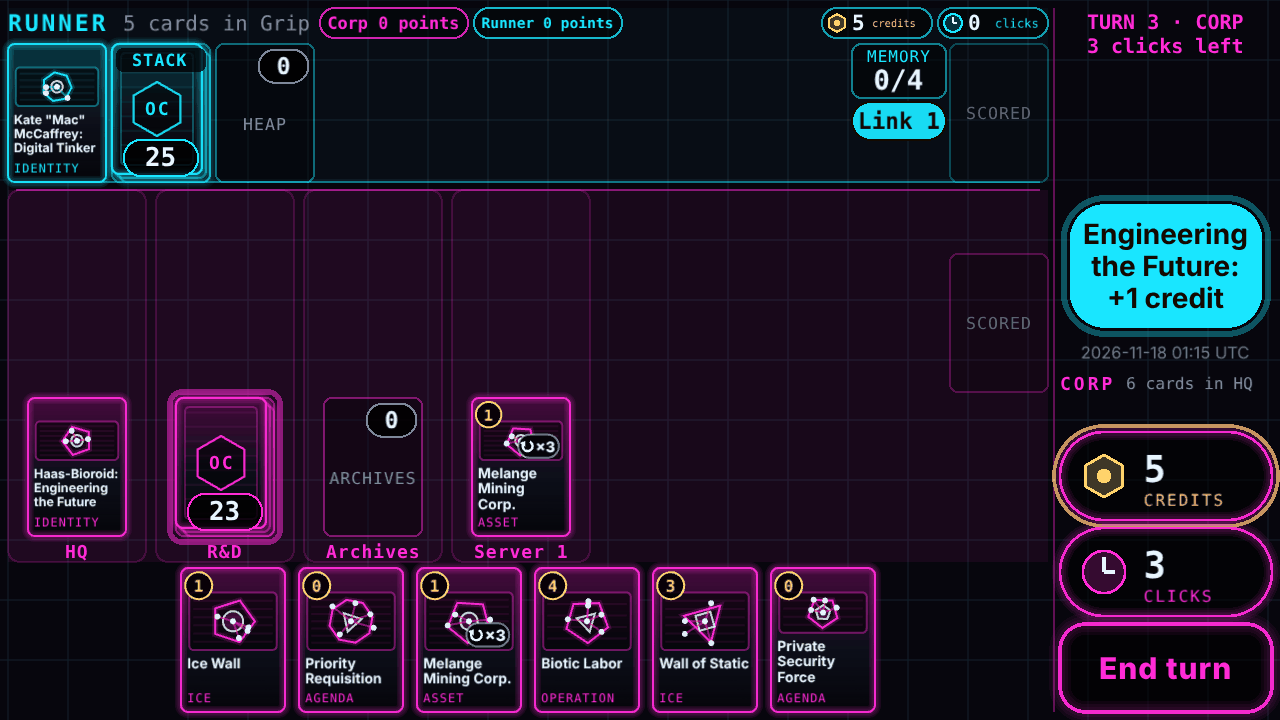 RUNNER 5 cards in Grip Corp 0 points Runner 0 points 5 credits 0 clicks
TURN 3 · CORP
3 clicks left
Kate "Mac"
McCaffrey:
Digital Tinker
IDENTITY
STACK
OC
25
0
HEAP
MEMORY
0/4
Link 1
SCORED
Engineering
the Future:
+1 credit
2026-11-18 01:15 UTC
CORP 6 cards in HQ
SCORED
Haas-Bioroid:
Engineering
the Future
IDENTITY
HQ
OC
23
R&D
0
ARCHIVES
Archives
1
×3
Melange
Mining
Corp.
ASSET
Server 1
5
CREDITS
3
CLICKS
End turn
1
Ice Wall
ICE
0
Priority
Requisition
AGENDA
1
×3
Melange
Mining Corp.
ASSET
4
Biotic Labor
OPERATION
3
Wall of Static
ICE
0
Private
Security
Force
AGENDA